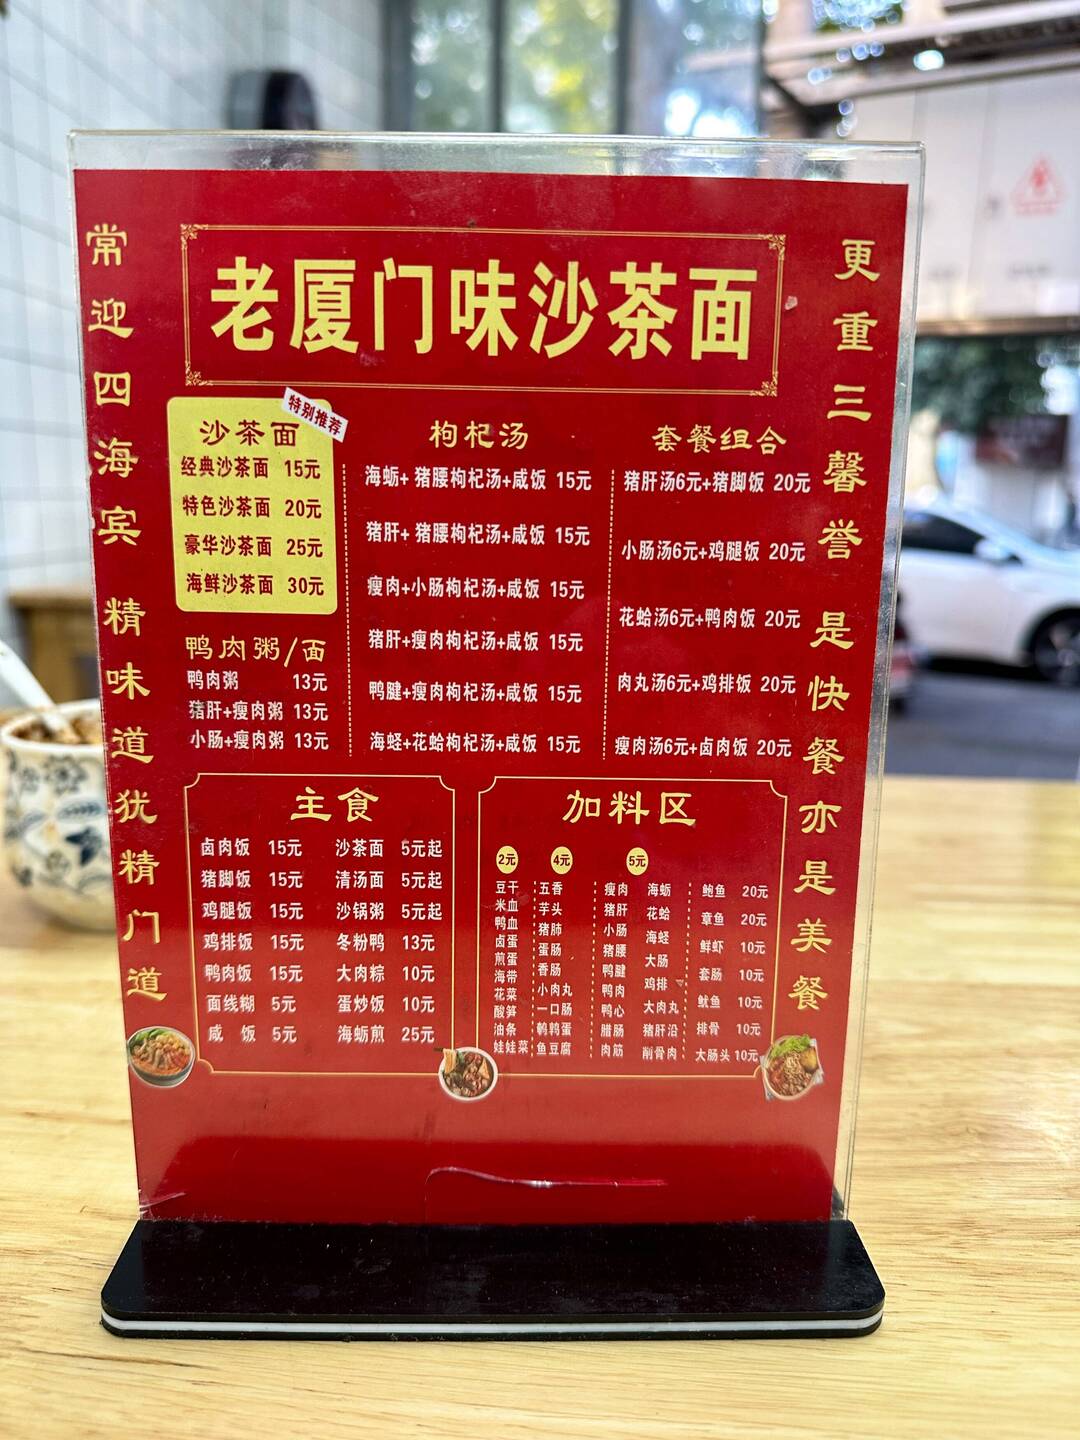 老厦门味沙茶面
常迎四海宾 精味道犹精门道
更重三馨誉 是快餐亦是美餐
特别推荐
沙茶面
经典沙茶面 15元
特色沙茶面 20元
豪华沙茶面 25元
海鲜沙茶面 30元
鸭肉粥/面
鸭肉粥 13元
猪肝+瘦肉粥 13元
小肠+瘦肉粥 13元
枸杞汤
海蛎+ 猪腰枸杞汤+咸饭 15元
猪肝+ 猪腰枸杞汤+咸饭 15元
瘦肉+小肠枸杞汤+咸饭 15元
猪肝+瘦肉枸杞汤+咸饭 15元
鸭腱+瘦肉枸杞汤+咸饭 15元
海蛏+花蛤枸杞汤+咸饭 15元
套餐组合
猪肝汤6元+猪脚饭 20元
小肠汤6元+鸡腿饭 20元
花蛤汤6元+鸭肉饭 20元
肉丸汤6元+鸡排饭 20元
瘦肉汤6元+卤肉饭 20元
主食
卤肉饭 15元
猪脚饭 15元
鸡腿饭 15元
鸡排饭 15元
鸭肉饭 15元
面线糊 5元
咸 饭 5元
沙茶面 5元起
清汤面 5元起
沙锅粥 5元起
冬粉鸭 13元
大肉粽 10元
蛋炒饭 10元
海蛎煎 25元
加料区
2元
豆干
米血
鸭血
卤蛋
煎蛋
海带
花菜
酸笋
油条
娃娃菜
4元
五香
芋头
猪肺
蛋肠
香肠
小肉丸
一口肠
鹌鹑蛋
鱼豆腐
5元
瘦肉
猪肝
小肠
猪腰
鸭腱
鸭肉
鸭心
腊肠
肉筋
海蛎
花蛤
海蛏
大肠
鸡排
大肉丸
猪肝沿
削骨肉
鲍鱼 20元
章鱼 20元
鲜虾 10元
套肠 10元
鱿鱼 10元
排骨 10元
大肠头 10元